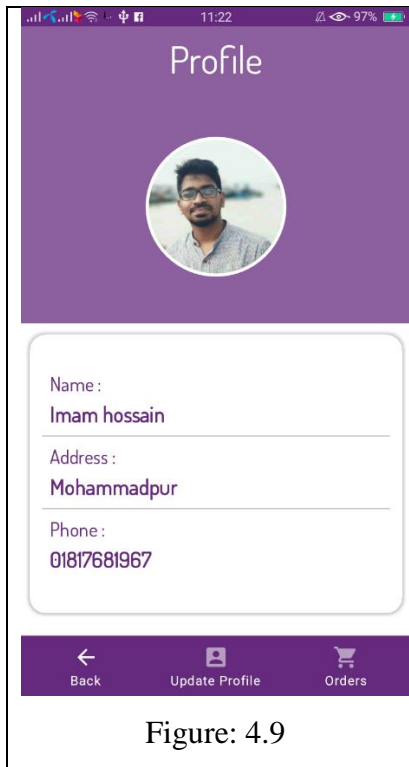 11:22
97%
Profile
Name :
Imam hossain
Address :
Mohammadpur
Phone :
01817681967
Back
Update Profile
Orders
Figure: 4.9